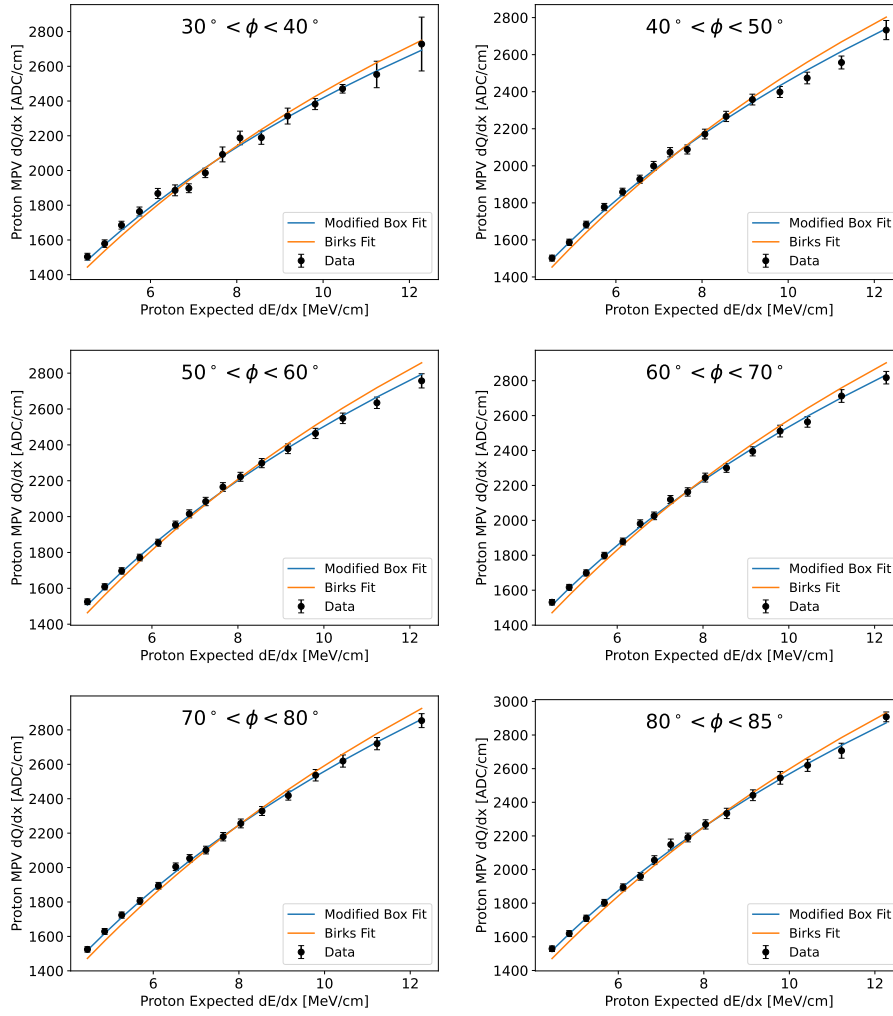 30° < ϕ < 40°
Proton MPV dQ/dx [ADC/cm]
2800
2600
2400
2200
2000
1800
1600
1400
Modified Box Fit
Birks Fit
Data
6 8 10 12
Proton Expected dE/dx [MeV/cm]
40° < ϕ < 50°
Proton MPV dQ/dx [ADC/cm]
2800
2600
2400
2200
2000
1800
1600
1400
Modified Box Fit
Birks Fit
Data
6 8 10 12
Proton Expected dE/dx [MeV/cm]
50° < ϕ < 60°
Proton MPV dQ/dx [ADC/cm]
2800
2600
2400
2200
2000
1800
1600
1400
Modified Box Fit
Birks Fit
Data
6 8 10 12
Proton Expected dE/dx [MeV/cm]
60° < ϕ < 70°
Proton MPV dQ/dx [ADC/cm]
2800
2600
2400
2200
2000
1800
1600
1400
Modified Box Fit
Birks Fit
Data
6 8 10 12
Proton Expected dE/dx [MeV/cm]
70° < ϕ < 80°
Proton MPV dQ/dx [ADC/cm]
2800
2600
2400
2200
2000
1800
1600
1400
Modified Box Fit
Birks Fit
Data
6 8 10 12
Proton Expected dE/dx [MeV/cm]
80° < ϕ < 85°
Proton MPV dQ/dx [ADC/cm]
3000
2800
2600
2400
2200
2000
1800
1600
1400
Modified Box Fit
Birks Fit
Data
6 8 10 12
Proton Expected dE/dx [MeV/cm]